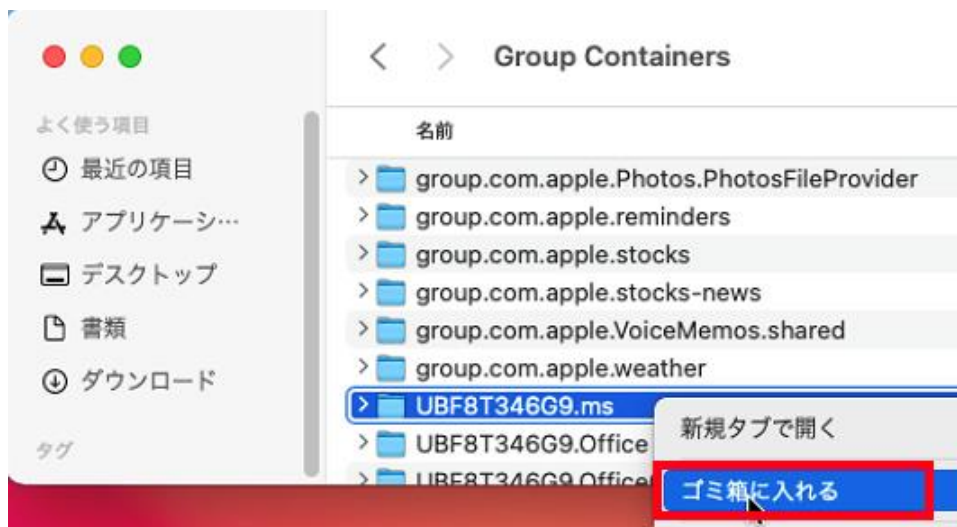 Group Containers
よく使う項目
最近の項目
アプリケーシ…
デスクトップ
書類
ダウンロード
タグ
名前
group.com.apple.Photos.PhotosFileProvider
group.com.apple.reminders
group.com.apple.stocks
group.com.apple.stocks-news
group.com.apple.VoiceMemos.shared
group.com.apple.weather
UBF8T346G9.ms
UBF8T346G9.Office
UBF8T346G9.Office
新規タブで開く
ゴミ箱に入れる